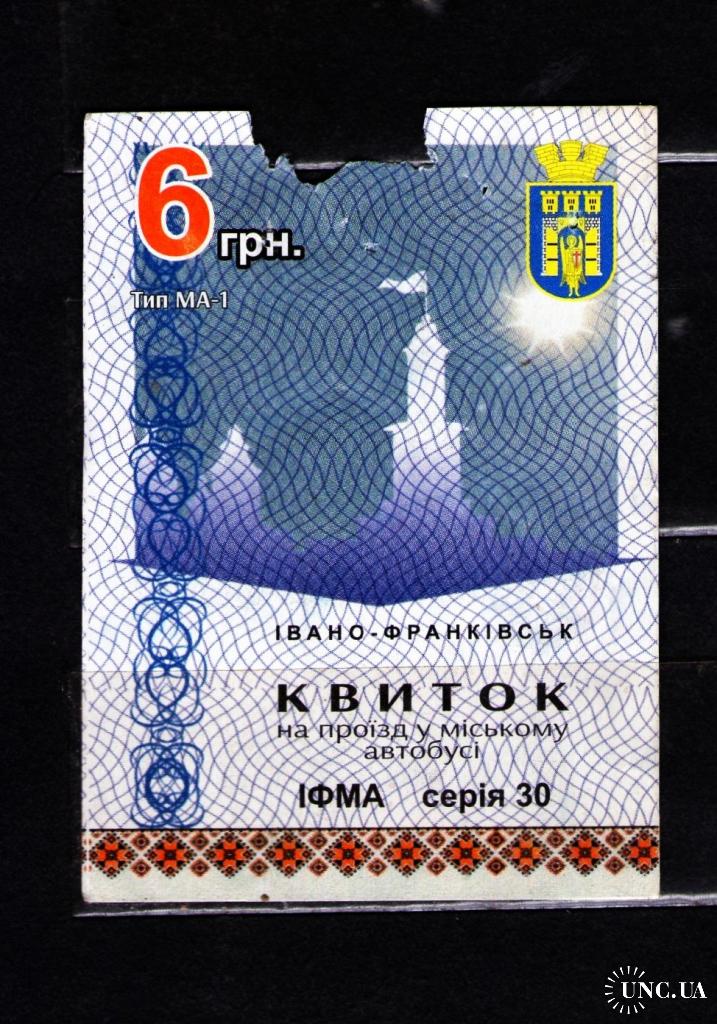 6 грн.
Тип МА-1
ІВАНО-ФРАНКІВСЬК
КВИТОК
на проїзд у міському
автобусі
ІФМА серія 30
UNC.UA